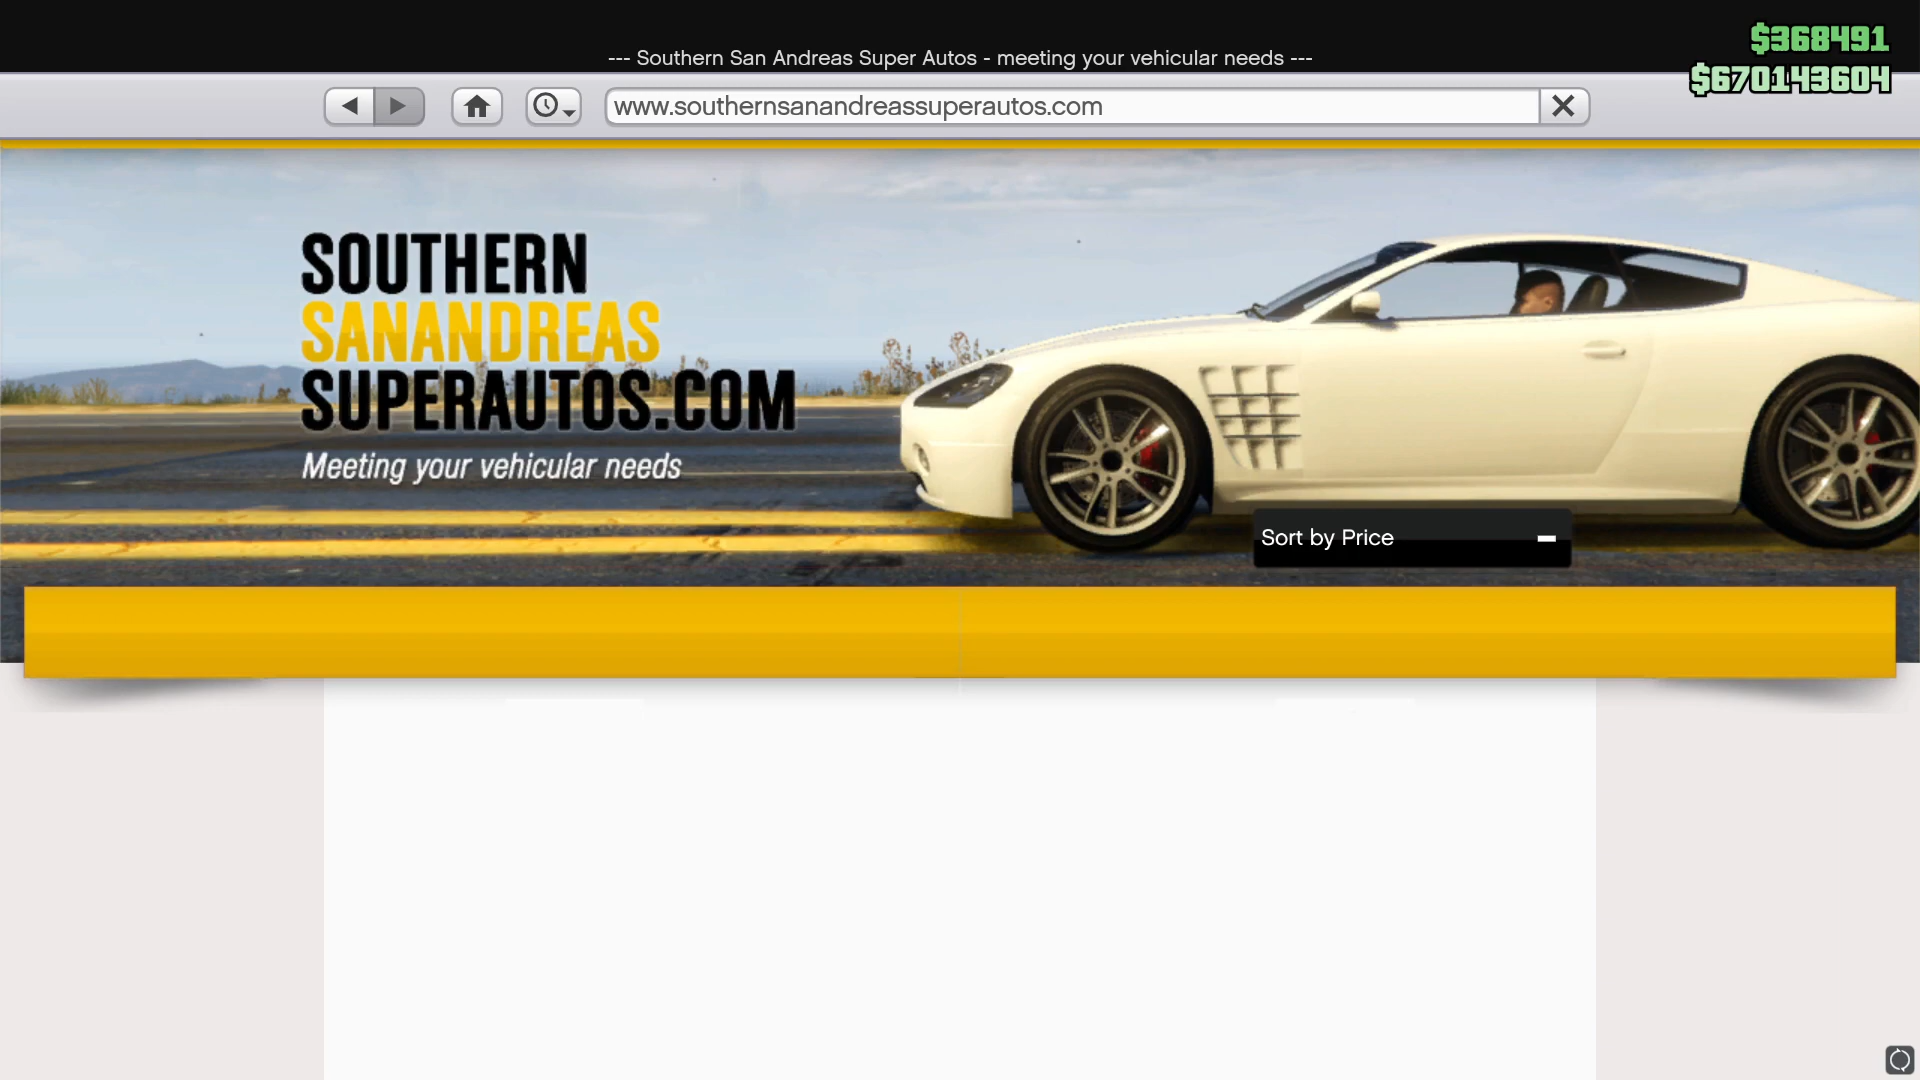 --- Southern San Andreas Super Autos - meeting your vehicular needs ---
$368491
$670143604
www.southernsanandreassuperautos.com
SOUTHERN
SANANDREAS
SUPERAUTOS.COM
Meeting your vehicular needs
Sort by Price